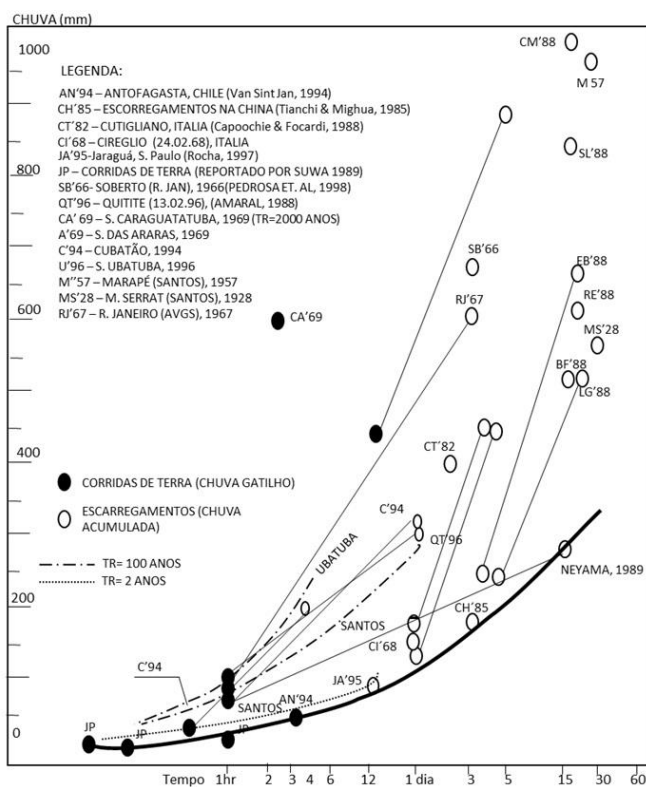 CHUVA (mm)
1000
CM'88
M 57
LEGENDA:
AN'94 – ANTOFAGASTA, CHILE (Van Sint Jan, 1994)
CH'85 – ESCORREGAMENTOS NA CHINA (Tianchi & Mighua, 1985)
CT'82 – CUTIGLIANO, ITALIA (Capoochie & Focardi, 1988)
CI'68 – CIREGLIO (24.02.68), ITALIA
JA'95-Jaraguá, S. Paulo (Rocha, 1997)
JP – CORRIDAS DE TERRA (REPORTADO POR SUWA 1989)
SB'66- SOBERTO (R. JAN), 1966(PEDROSA ET. AL, 1998)
QT'96 – QUITITE (13.02.96), (AMARAL, 1988)
CA' 69 – S. CARAGUATATUBA, 1969 (TR=2000 ANOS)
A'69 – S. DAS ARARAS, 1969
C'94 – CUBATÃO, 1994
U'96 – S. UBATUBA, 1996
M"57 – MARAPÉ (SANTOS), 1957
MS'28 – M. SERRAT (SANTOS), 1928
RJ'67 – R. JANEIRO (AVGS), 1967
SL'88
800
SB'66
EB'88
RE'88
RJ'67
600
CA'69
MS'28
BF'88
LG'88
400
CT'82
CORRIDAS DE TERRA (CHUVA GATILHO)
ESCARREGAMENTOS (CHUVA
ACUMULADA)
C'94
QT'96
UBATUBA
TR= 100 ANOS
TR= 2 ANOS
NEYAMA, 1989
200
CH'85
SANTOS
CI'68
C'94
JA'95
AN'94
SANTOS
JP
JP
JP
0
Tempo 1hr 2 3 4 6 12 1 dia 3 5 15 30 60